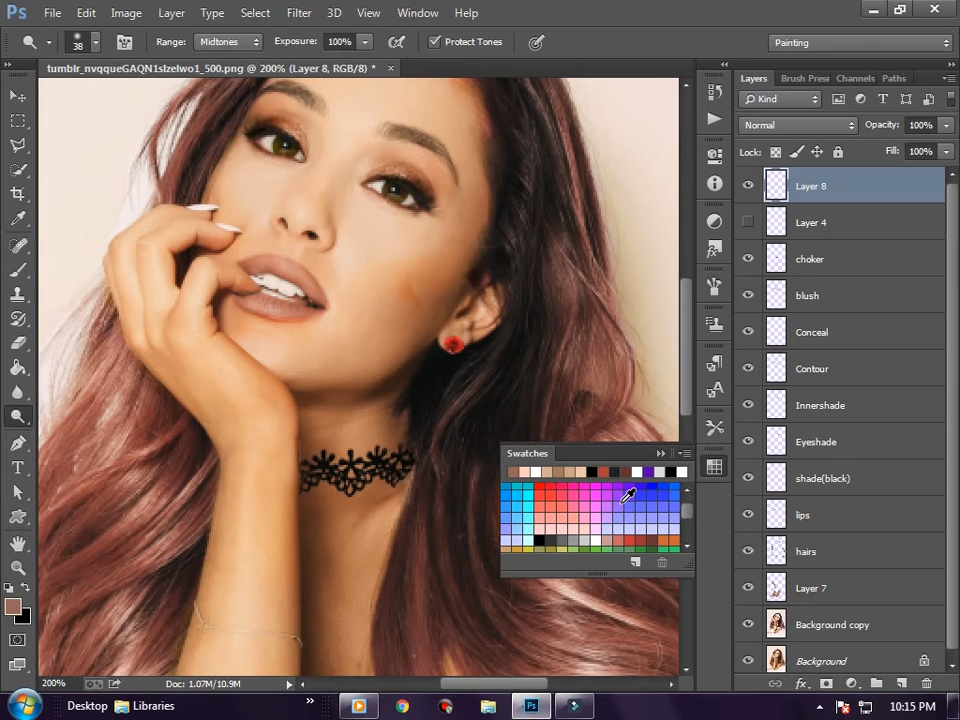 Ps File Edit Image Layer Type Select Filter 3D View Window Help
38 Range: Midtones Exposure: 100% Protect Tones Painting
tumblr_nvqqueGAQN1slzelwo1_500.png @ 200% (Layer 8, RGB/8) *
Layers Brush Prese Channels Paths
Kind
Normal Opacity: 100%
Lock: Fill: 100%
Layer 8
Layer 4
choker
blush
Conceal
Contour
Innershade
Eyeshade
shade(black)
lips
hairs
Layer 7
Background copy
Background
Swatches
200% Doc: 1.07M/10.9M
Desktop Libraries 10:15 PM